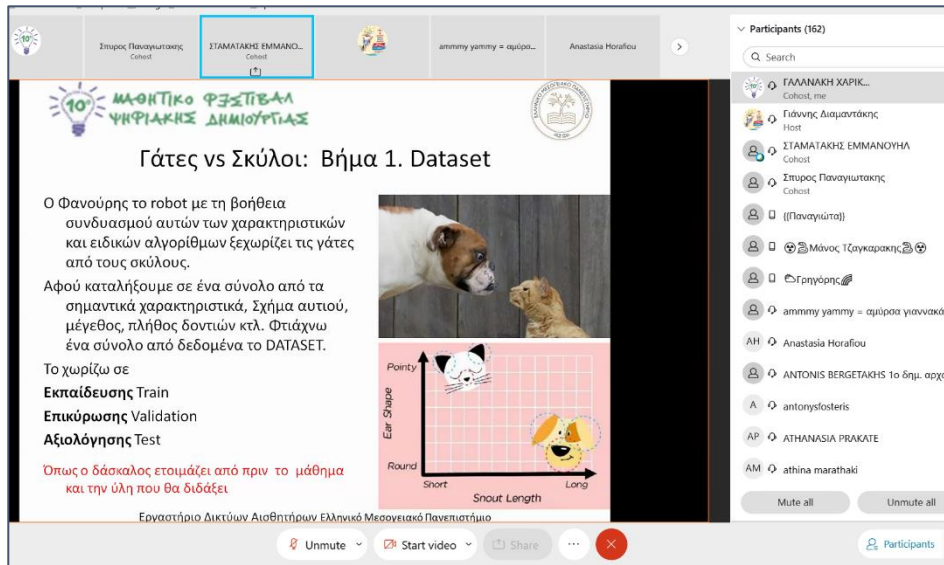 10ο
Σπυρος Παναγιωτακης
Cohost
ΣΤΑΜΑΤΑΚΗΣ ΕΜΜΑΝΟ...
Cohost
ammmy yammy = αμύρσ...
Anastasia Horafiou
10ο
ΜΑΘΗΤΙΚΟ ΦΕΣΤΙΒΑΛ
ΨΗΦΙΑΚΗΣ ΔΗΜΙΟΥΡΓΙΑΣ
Γάτες vs Σκύλοι: Βήμα 1. Dataset
Ο Φανούρης το robot με τη βοήθεια
συνδυασμού αυτών των χαρακτηριστικών
και ειδικών αλγορίθμων ξεχωρίζει τις γάτες
από τους σκύλους.
Αφού καταλήξουμε σε ένα σύνολο από τα
σημαντικά χαρακτηριστικά, Σχήμα αυτιού,
μέγεθος, πλήθος δοντιών κτλ. Φτιάχνω
ένα σύνολο από δεδομένα το DATASET.
Το χωρίζω σε
Εκπαίδευσης Train
Επικύρωσης Validation
Αξιολόγησης Test
Όπως ο δάσκαλος ετοιμάζει από πριν το μάθημα
και την ύλη που θα διδάξει
Pointy
Ear Shape
Round
Short
Long
Snout Length
Εργαστήριο Δικτύων Αισθητήρων Ελληνικό Μεσογειακό Πανεπιστήμιο
Participants (162)
Search
ΓΑΛΑΝΑΚΗ ΧΑΡΙΚ...
Cohost, me
Γιάννης Διαμαντάκης
Host
ΣΤΑΜΑΤΑΚΗΣ ΕΜΜΑΝΟΥΗΛ
Cohost
Σπυρος Παναγιωτακης
Cohost
((Παναγιώτα))
Μάνος Τζαγκαρακης
Γρηγόρης
ammmy yammy = αμύρσα γιαννακά
AH Anastasia Horafiou
ANTONIS BERGETAKHS 1ο δημ. αρχ
A antonysfosteris
AP ATHANASIA PRAKATE
AM athina marathaki
Mute all
Unmute all
Unmute
Start video
Share
Participants